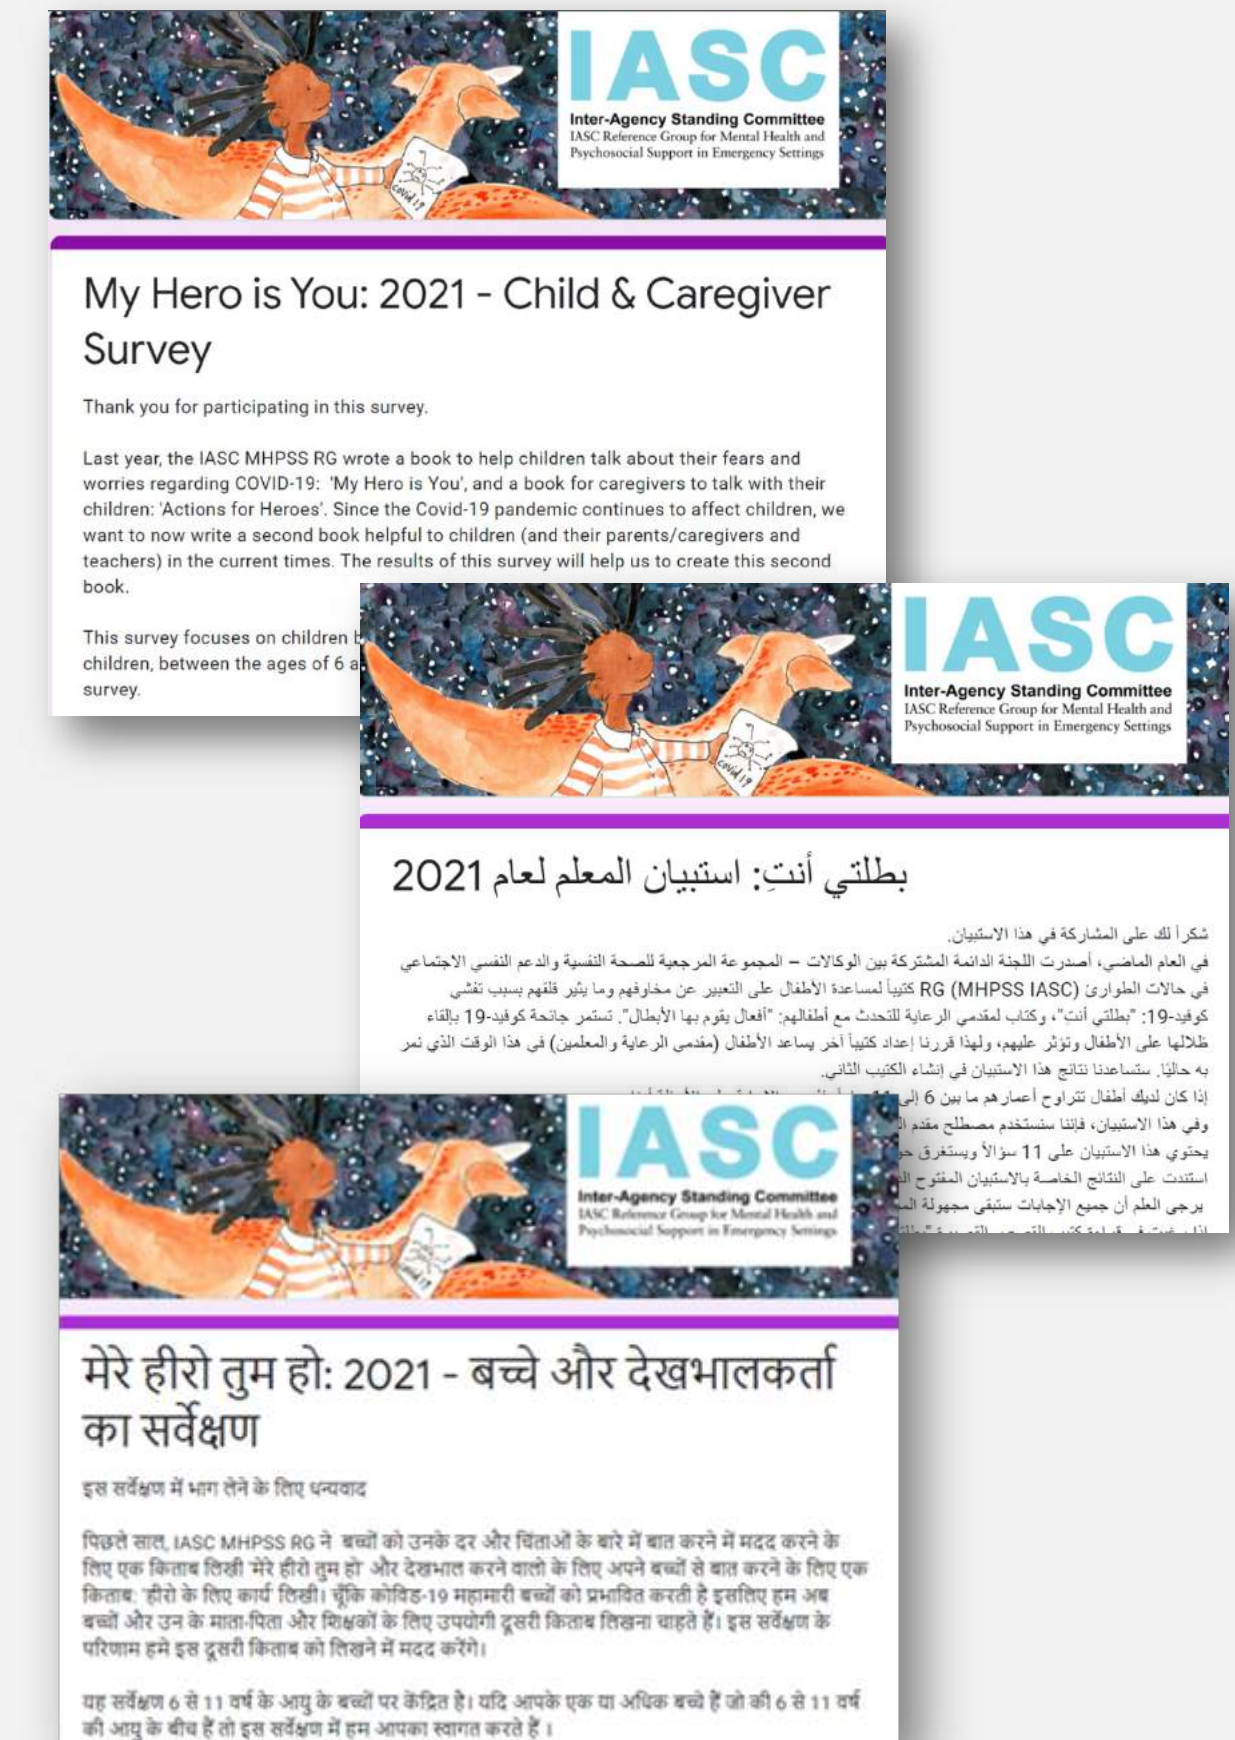 IASC
Inter-Agency Standing Committee
IASC Reference Group for Mental Health and
Psychosocial Support in Emergency Settings
covid 19
My Hero is You: 2021 - Child & Caregiver
Survey
Thank you for participating in this survey.
Last year, the IASC MHPSS RG wrote a book to help children talk about their fears and
worries regarding COVID-19: 'My Hero is You', and a book for caregivers to talk with their
children: 'Actions for Heroes'. Since the Covid-19 pandemic continues to affect children, we
want to now write a second book helpful to children (and their parents/caregivers and
teachers) in the current times. The results of this survey will help us to create this second
book.
This survey focuses on children
children, between the ages of 6
survey.
IASC
Inter-Agency Standing Committee
IASC Reference Group for Mental Health and
Psychosocial Support in Emergency Settings
covid 19
بطلتي أنتِ: استبيان المعلم لعام 2021
شكراً لك على المشاركة في هذا الاستبيان.
في العام الماضي، أصدرت اللجنة الدائمة المشتركة بين الوكالات – المجموعة المرجعية للصحة النفسية والدعم النفسي الاجتماعي
في حالات الطوارئ RG (MHPSS IASC) كتيباً لمساعدة الأطفال على التعبير عن مخاوفهم وما يثير قلقهم بسبب تفشي
كوفيد-19: "بطلتي أنتِ"، وكتاب لمقدمي الرعاية للتحدث مع أطفالهم: "أفعال يقوم بها الأبطال". تستمر جائحة كوفيد-19 بإلقاء
ظلالها على الأطفال وتؤثر عليهم، ولهذا قررنا إعداد كتيباً آخر يساعد الأطفال (مقدمي الرعاية والمعلمين) في هذا الوقت الذي نمر
به حاليًا. ستساعدنا نتائج هذا الاستبيان في إنشاء الكتيب الثاني.
إذا كان لديك أطفال تتراوح أعمارهم ما بين 6 إلى
وفي هذا الاستبيان، فإننا سنستخدم مصطلح مقدم
يحتوي هذا الاستبيان على 11 سؤالاً ويستغرق
استندت على النتائج الخاصة بالاستبيان المفتوح
يرجى العلم أن جميع الإجابات ستبقى مجهولة
IASC
Inter-Agency Standing Committee
IASC Reference Group for Mental Health and
Psychosocial Support in Emergency Settings
covid 19
मेरे हीरो तुम हो: 2021 - बच्चे और देखभालकर्ता
का सर्वेक्षण
इस सर्वेक्षण में भाग लेने के लिए धन्यवाद
पिछले साल, IASC MHPSS RG ने बच्चों को उनके दर और चिंताओं के बारे में बात करने में मदद करने के
लिए एक किताब लिखी 'मेरे हीरो तुम हो' और देखभाल करने वालो के लिए अपने बच्चों से बात करने के लिए एक
किताब: 'हीरो के लिए कार्य' लिखी। चूँकि कोविड-19 महामारी बच्चों को प्रभावित करती है इसलिए हम अब
बच्चों और उन के माता-पिता और शिक्षकों के लिए उपयोगी दूसरी किताब लिखना चाहते हैं। इस सर्वेक्षण के
परिणाम हमे इस दूसरी किताब को लिखने में मदद करेंगे।
यह सर्वेक्षण 6 से 11 वर्ष के आयु के बच्चों पर केंद्रित है। यदि आपके एक या अधिक बच्चे हैं जो की 6 से 11 वर्ष
की आयु के बीच हैं तो इस सर्वेक्षण में हम आपका स्वागत करते हैं ।